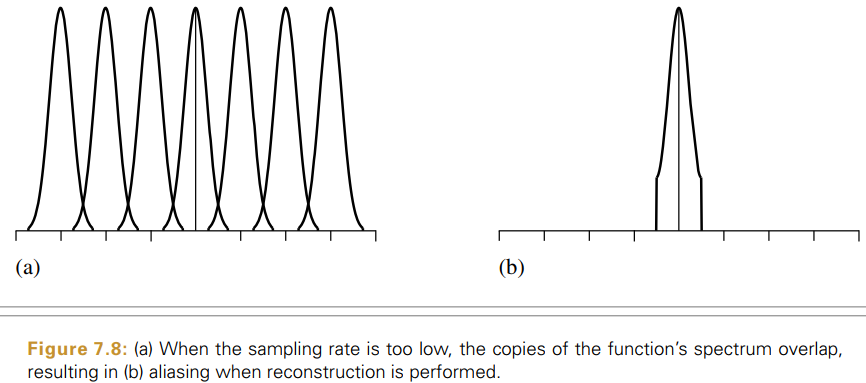 (a)
(b)
Figure 7.8: (a) When the sampling rate is too low, the copies of the function’s spectrum overlap,
resulting in (b) aliasing when reconstruction is performed.